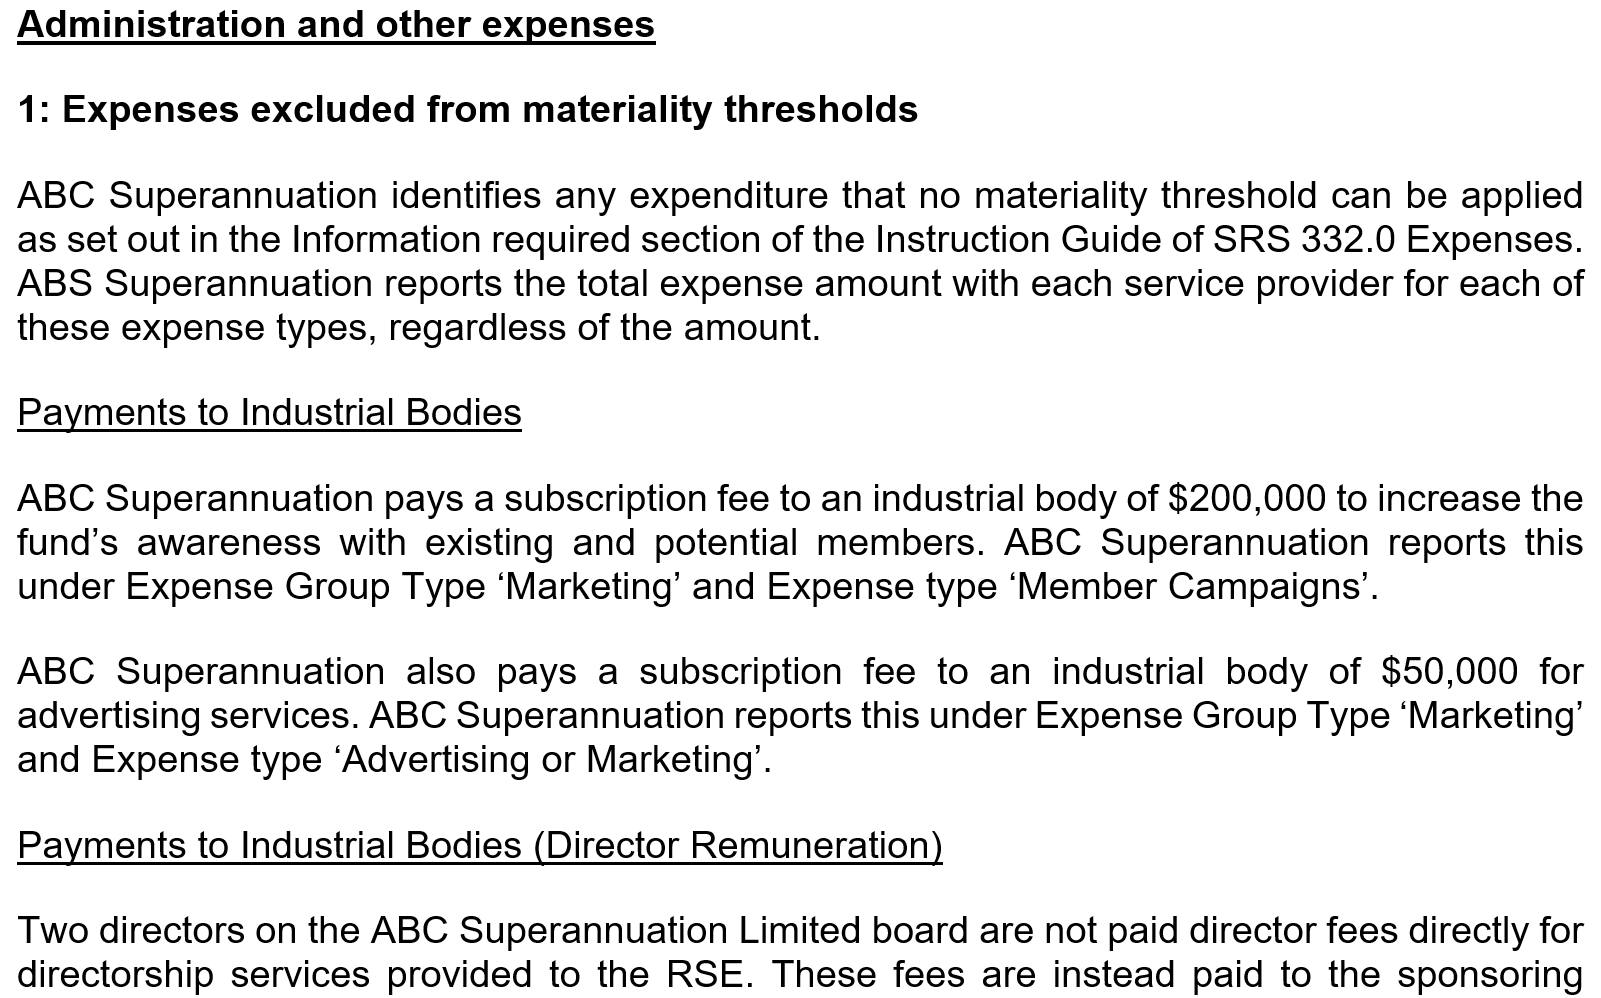 Administration and other expenses
1: Expenses excluded from materiality thresholds
ABC Superannuation identifies any expenditure that no materiality threshold can be applied
as set out in the Information required section of the Instruction Guide of SRS 332.0 Expenses.
ABS Superannuation reports the total expense amount with each service provider for each of
these expense types, regardless of the amount.
Payments to Industrial Bodies
ABC Superannuation pays a subscription fee to an industrial body of $200,000 to increase the
fund’s awareness with existing and potential members. ABC Superannuation reports this
under Expense Group Type ‘Marketing’ and Expense type ‘Member Campaigns’.
ABC Superannuation also pays a subscription fee to an industrial body of $50,000 for
advertising services. ABC Superannuation reports this under Expense Group Type ‘Marketing’
and Expense type ‘Advertising or Marketing’.
Payments to Industrial Bodies (Director Remuneration)
Two directors on the ABC Superannuation Limited board are not paid director fees directly for
directorship services provided to the RSE. These fees are instead paid to the sponsoring